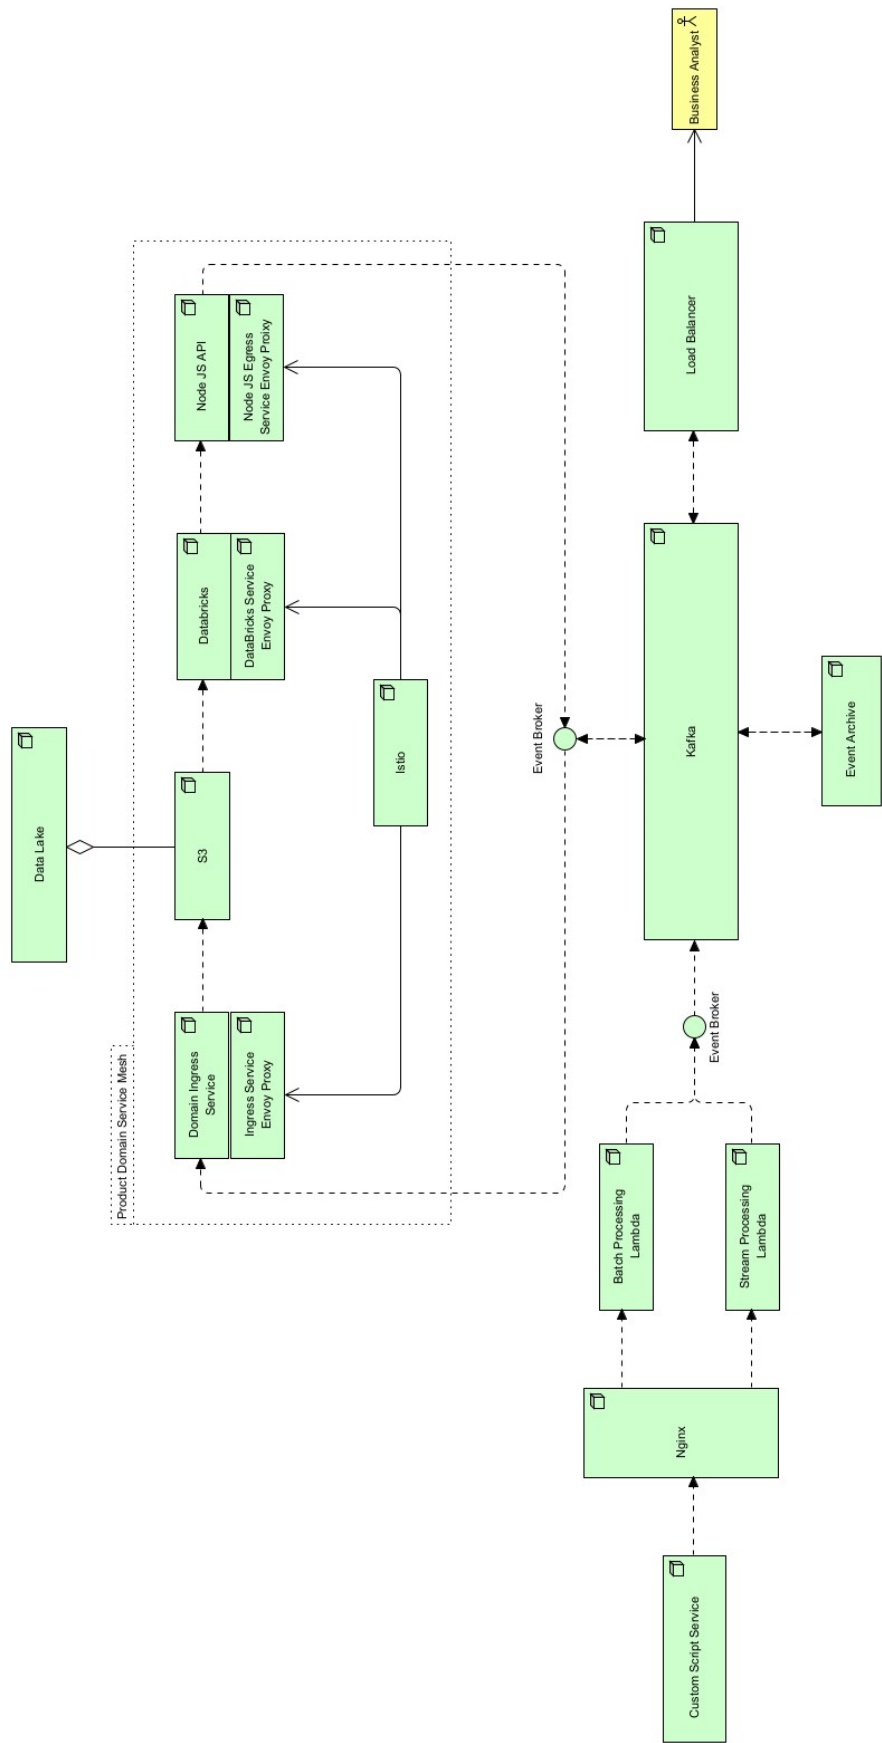 Data Lake
Product Domain Service Mesh
Domain Ingress
Service
Ingress Service
Envoy Proxy
S3
Databricks
DataBricks Service
Envoy Proxy
Node JS API
Node JS Egress
Service Envoy Proixy
Istio
Event Broker
Custom Script Service
Nginx
Batch Processing
Lambda
Stream Processing
Lambda
Event Broker
Kafka
Load Balancer
Business Analyst
Event Archive